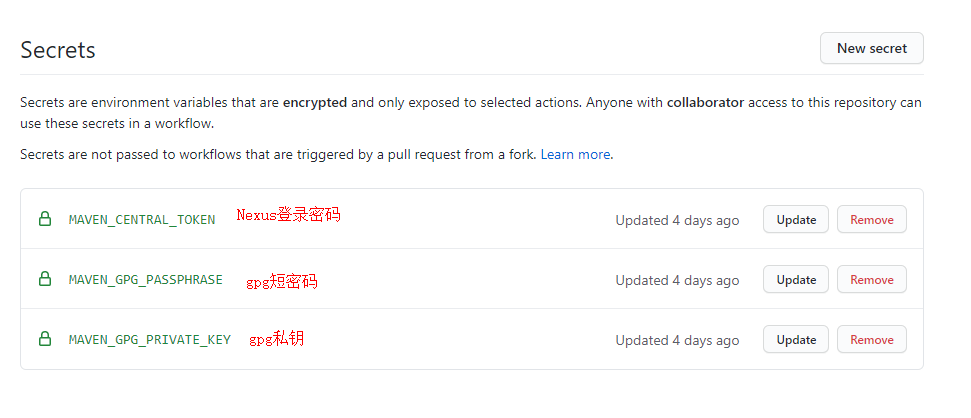 Secrets
New secret
Secrets are environment variables that are encrypted and only exposed to selected actions. Anyone with collaborator access to this repository can
use these secrets in a workflow.
Secrets are not passed to workflows that are triggered by a pull request from a fork. Learn more.
MAVEN_CENTRAL_TOKEN Nexus登录密码 Updated 4 days ago Update Remove
MAVEN_GPG_PASSPHRASE gpg短密码 Updated 4 days ago Update Remove
MAVEN_GPG_PRIVATE_KEY gpg私钥 Updated 4 days ago Update Remove